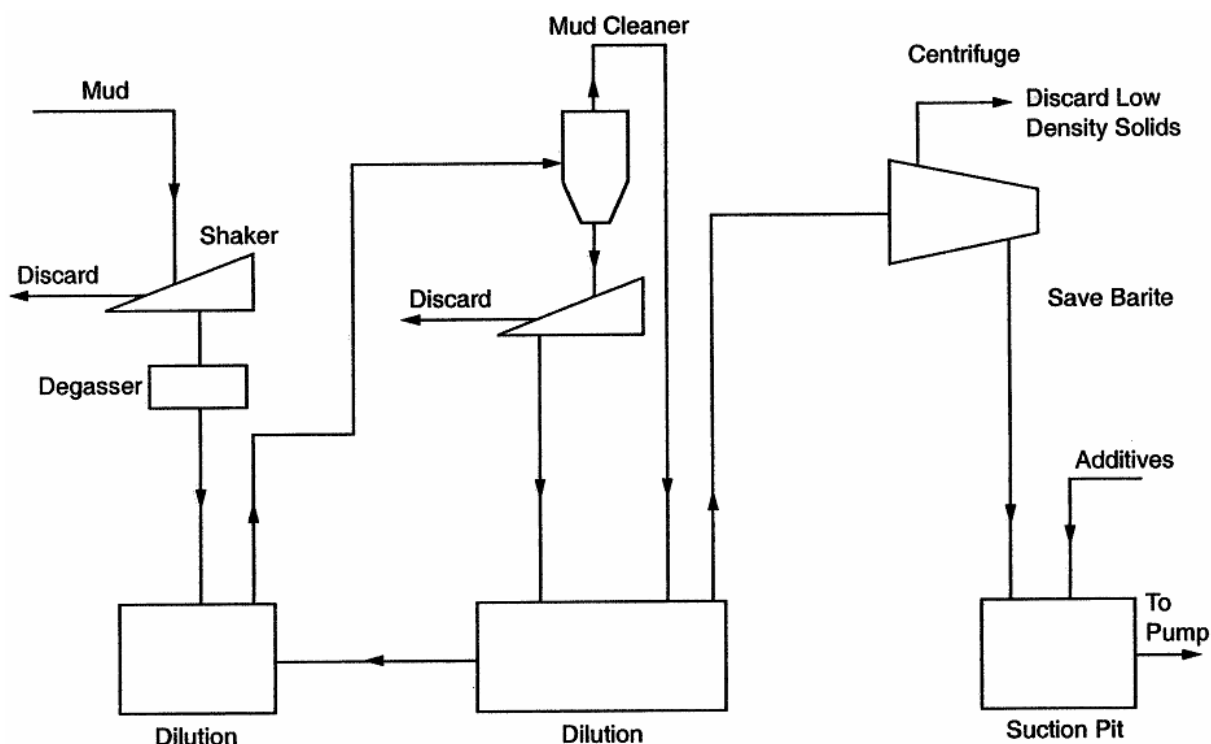 Mud Cleaner
Centrifuge
Mud
Discard Low
Density Solids
Shaker
Discard
Discard
Save Barite
Degasser
Additives
To
Pump
Dilution
Dilution
Suction Pit